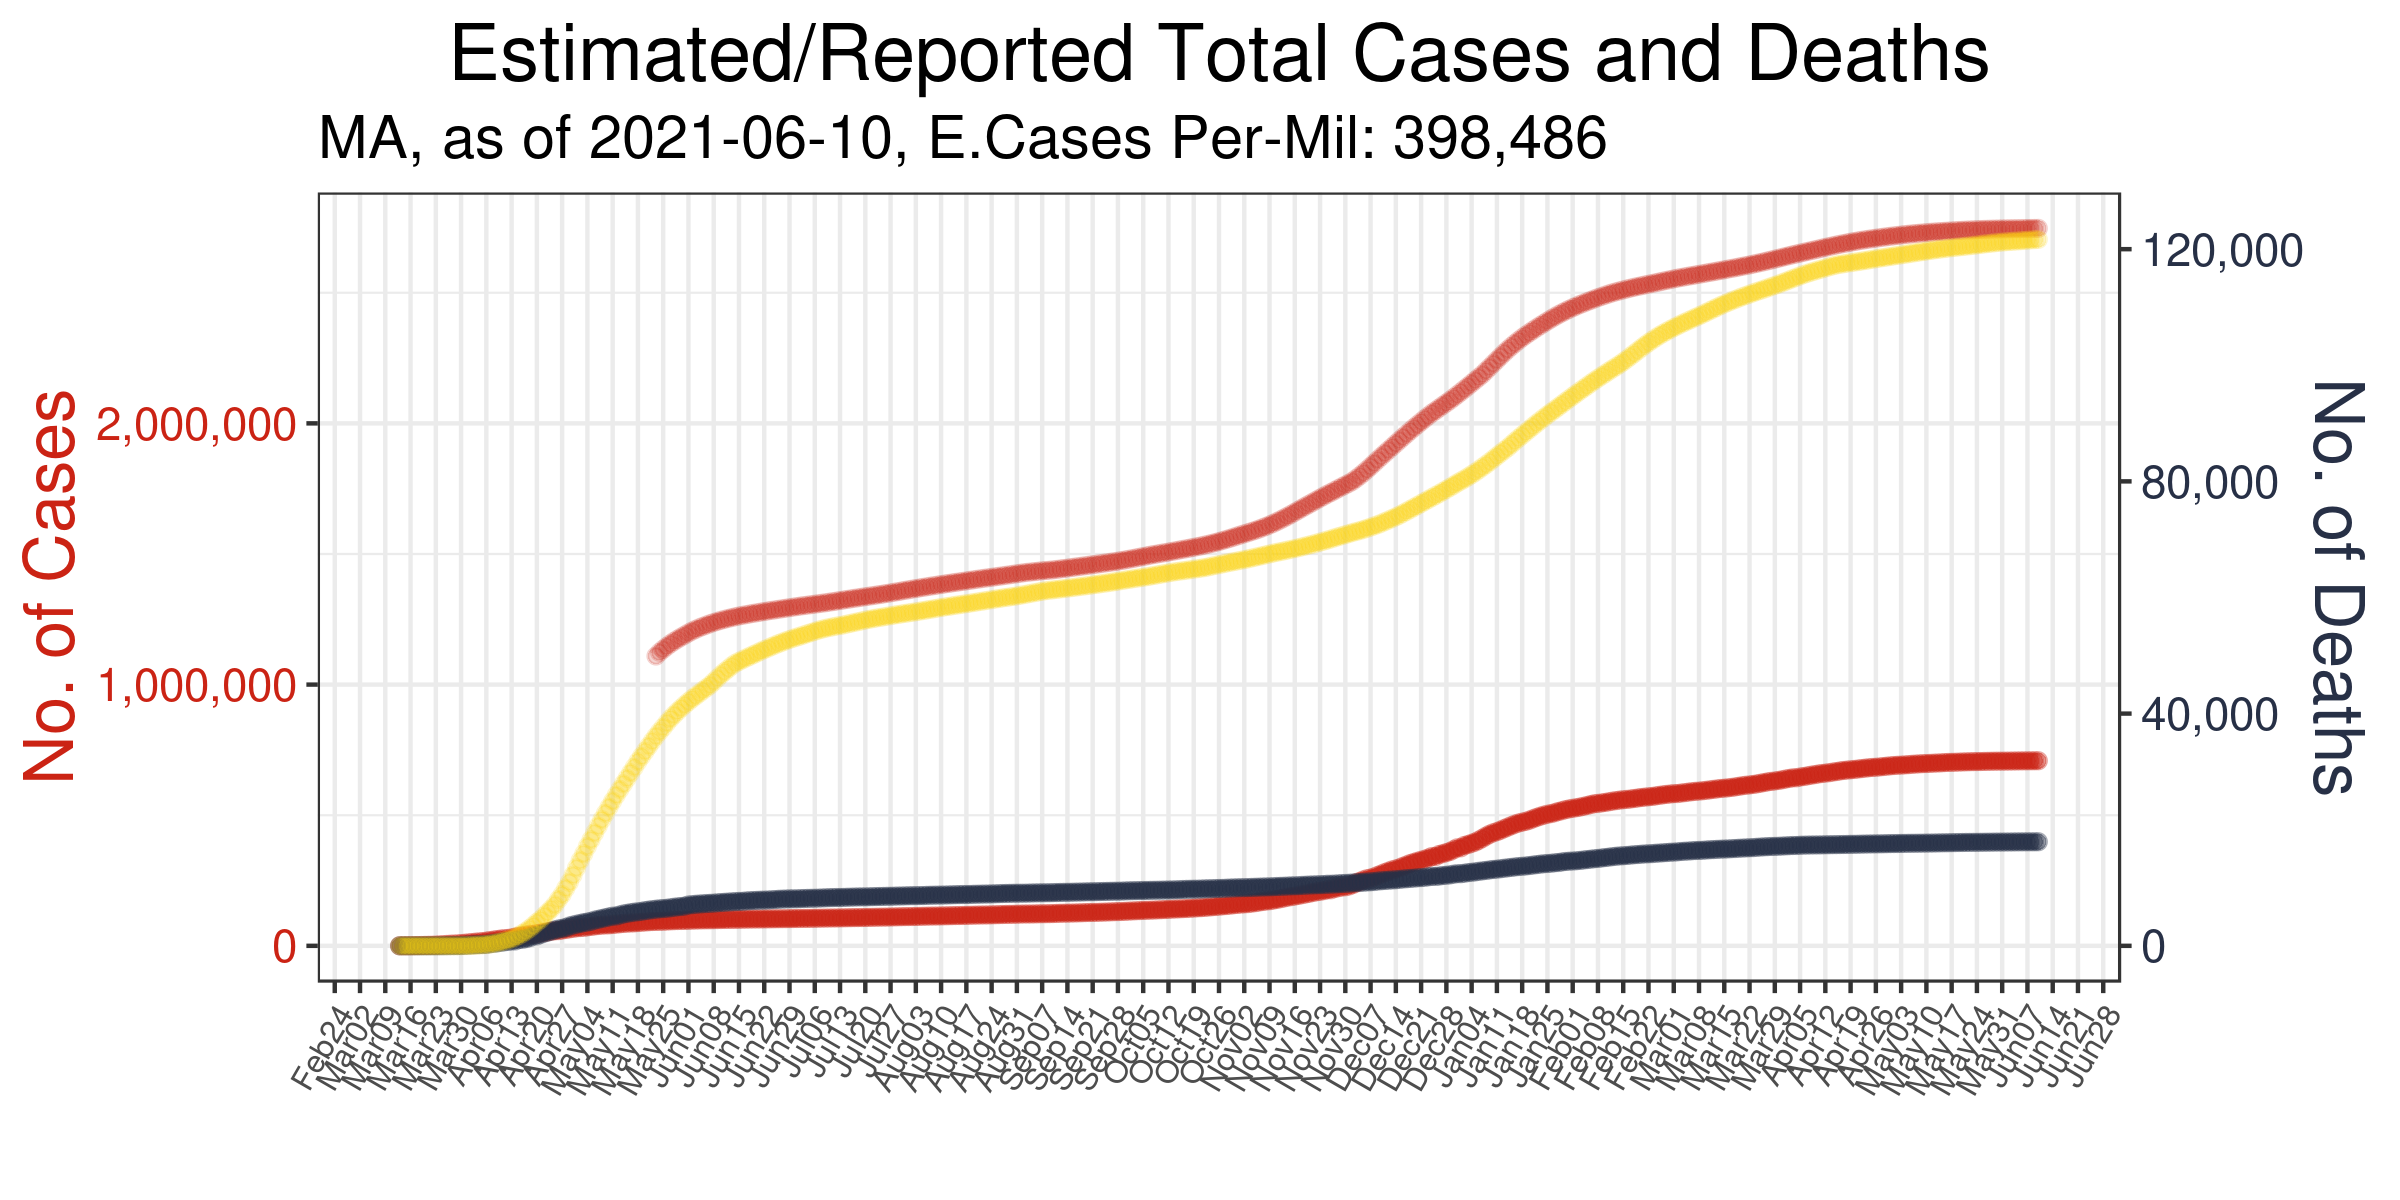 Estimated/Reported Total Cases and Deaths
MA, as of 2021-06-10, E.Cases Per-Mil: 398,486
No. of Cases
2,000,000
1,000,000
0
120,000
80,000
40,000
0
No. of Deaths
Feb24
Mar02
Mar09
Mar16
Mar23
Mar30
Apr06
Apr13
Apr20
Apr27
May04
May11
May18
May25
Jun01
Jun08
Jun15
Jun22
Jun29
Jul06
Jul13
Jul20
Jul27
Aug03
Aug10
Aug17
Aug24
Aug31
Sep07
Sep14
Sep21
Sep28
Oct05
Oct12
Oct19
Oct26
Nov02
Nov09
Nov16
Nov23
Nov30
Dec07
Dec14
Dec21
Dec28
Jan04
Jan11
Jan18
Jan25
Feb01
Feb08
Feb15
Feb22
Mar01
Mar08
Mar15
Mar22
Mar29
Apr05
Apr12
Apr19
Apr26
May03
May10
May17
May24
May31
Jun07
Jun14
Jun21
Jun28